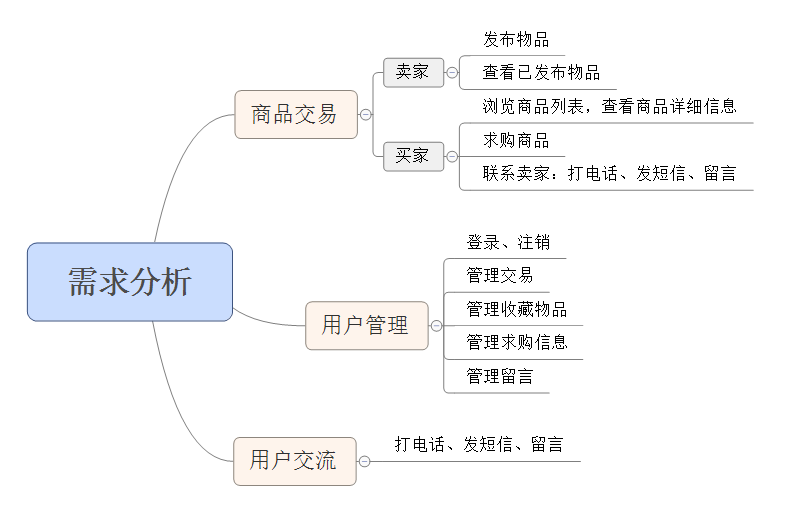 需求分析
商品交易
卖家
发布物品
查看已发布物品
买家
浏览商品列表，查看商品详细信息
求购商品
联系卖家：打电话、发短信、留言
用户管理
登录、注销
管理交易
管理收藏物品
管理求购信息
管理留言
用户交流
打电话、发短信、留言